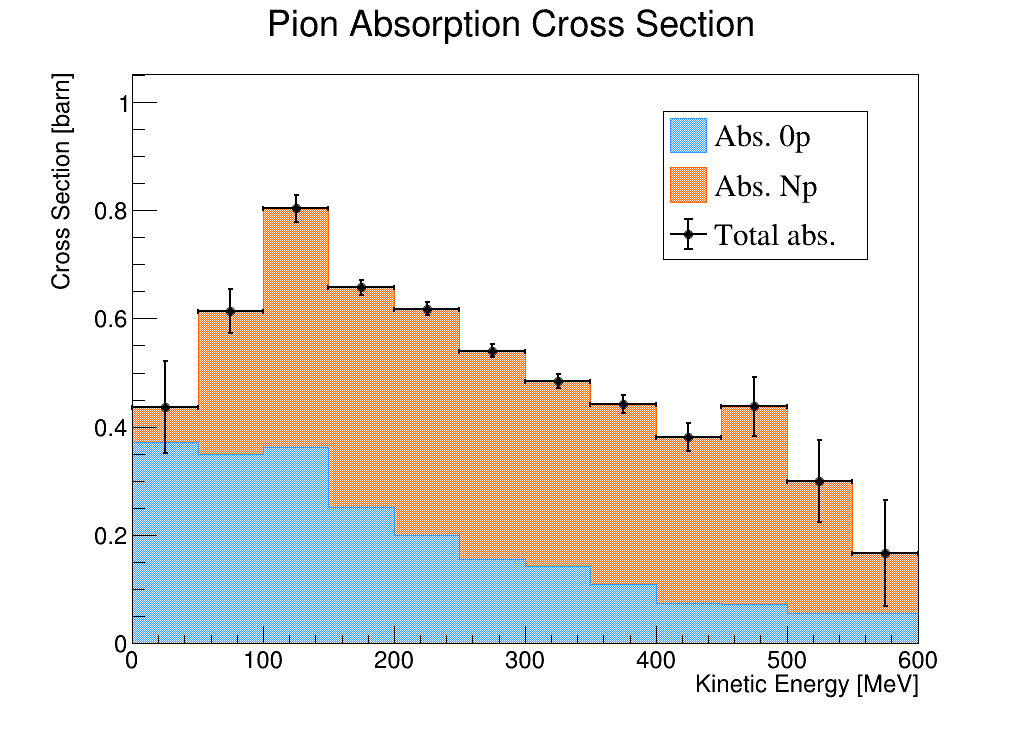 Pion Absorption Cross Section
Cross Section [barn]
1
0.8
0.6
0.4
0.2
0
Abs. 0p
Abs. Np
Total abs.
0 100 200 300 400 500 600
Kinetic Energy [MeV]